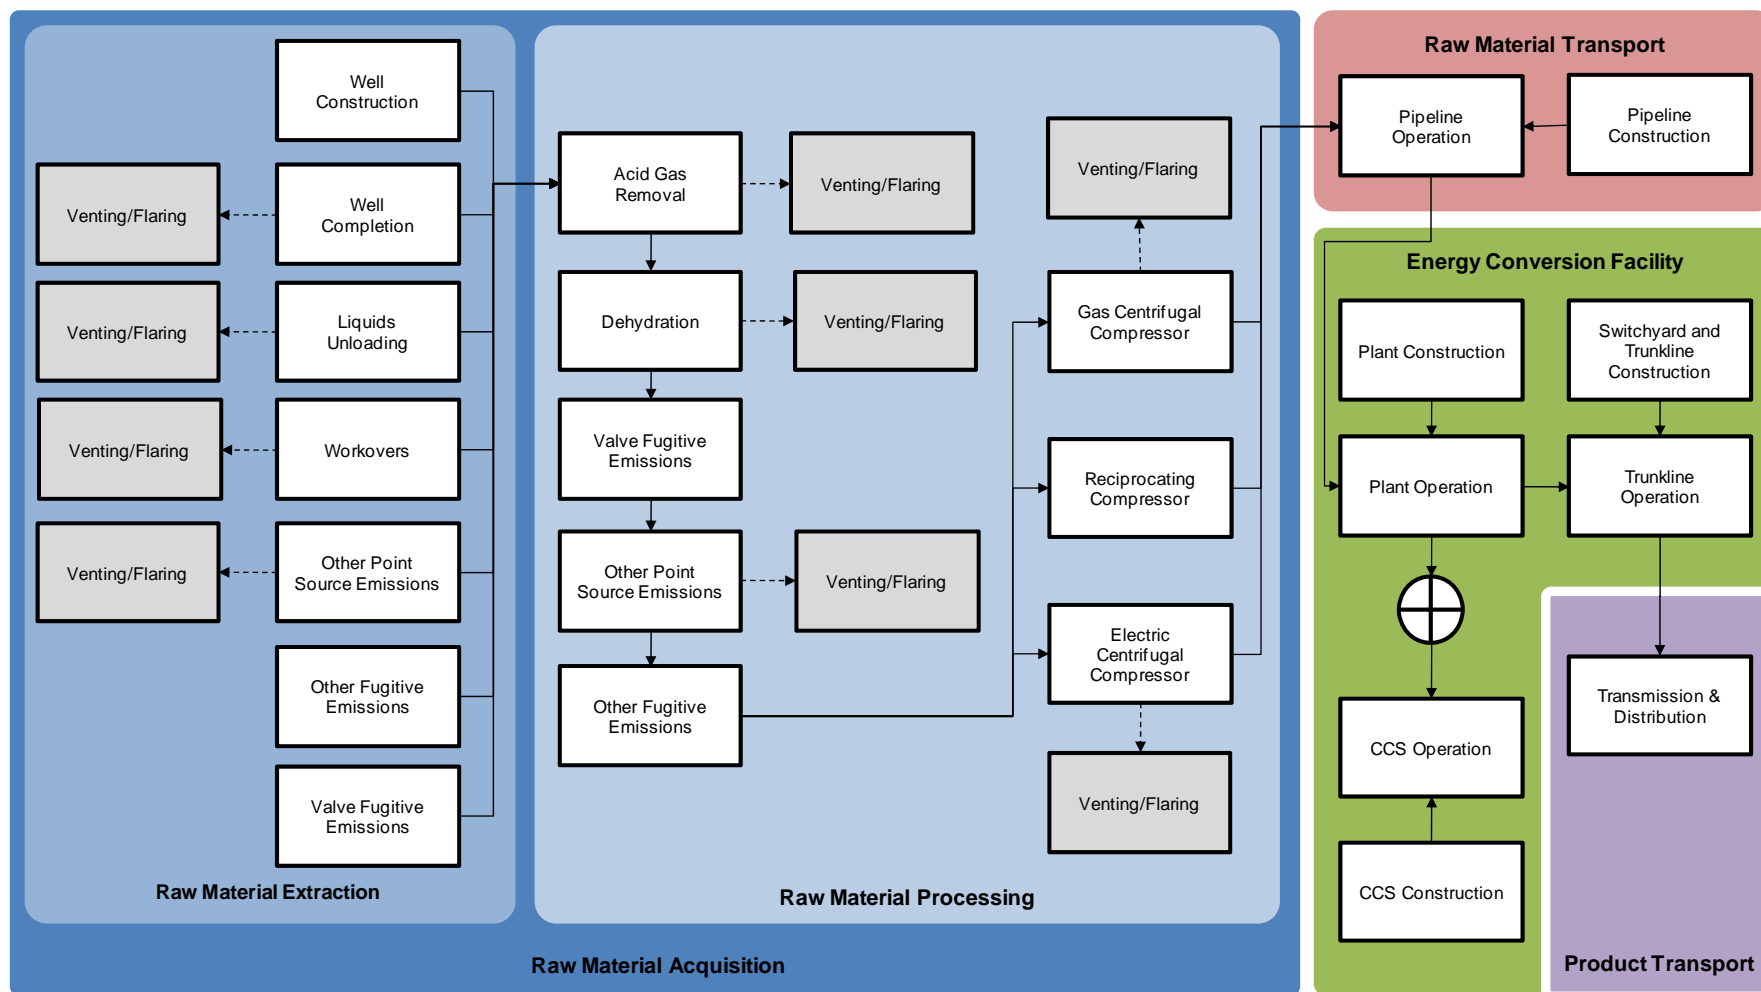 Well
Construction
Venting/Flaring
Well
Completion
Venting/Flaring
Liquids
Unloading
Venting/Flaring
Workovers
Venting/Flaring
Other Point
Source Emissions
Other Fugitive
Emissions
Valve Fugitive
Emissions
Raw Material Extraction
Acid Gas
Removal
Venting/Flaring
Dehydration
Venting/Flaring
Valve Fugitive
Emissions
Other Point
Source Emissions
Venting/Flaring
Other Fugitive
Emissions
Venting/Flaring
Gas Centrifugal
Compressor
Reciprocating
Compressor
Electric
Centrifugal
Compressor
Venting/Flaring
Raw Material Processing
Raw Material Acquisition
Raw Material Transport
Pipeline
Operation
Pipeline
Construction
Energy Conversion Facility
Plant Construction
Switchyard and
Trunkline
Construction
Plant Operation
Trunkline
Operation
CCS Operation
CCS Construction
Transmission &
Distribution
Product Transport